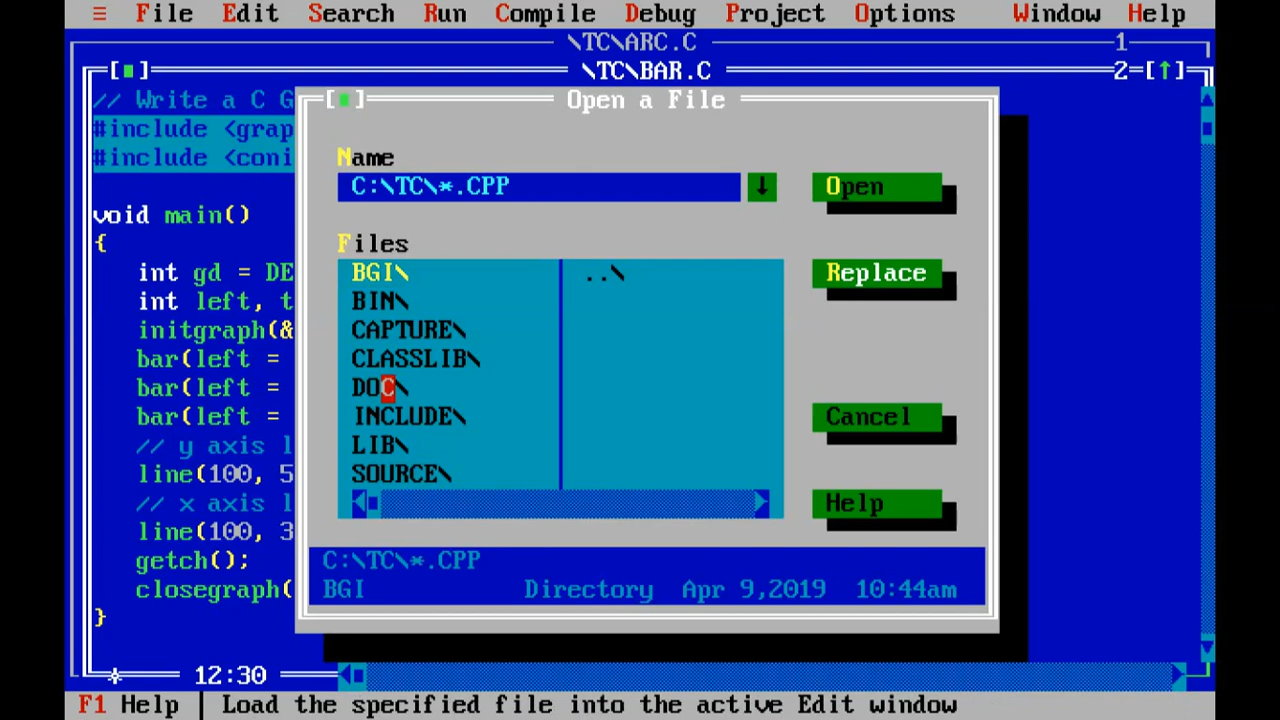 ≡ File Edit Search Run Compile Debug Project Options Window Help
\TC\ARC.C 1
[■] \TC\BAR.C 2=[↑]
// Write a C G
[■] Open a File
#include <grap
#include <coni
Name
C:\TC\*.CPP ↓ Open
void main()
{
Files
int gd = DE BGI\ ..\ Replace
int left, t BIN\
initgraph(& CAPTURE\
bar(left = CLASSLIB\
bar(left = DOC\
bar(left = INCLUDE\ Cancel
// y axis l LIB\
line(100, 5 SOURCE\
// x axis l Help
line(100, 3
getch(); C:\TC\*.CPP
closegraph( BGI Directory Apr 9,2019 10:44am
}
12:30
F1 Help │ Load the specified file into the active Edit window